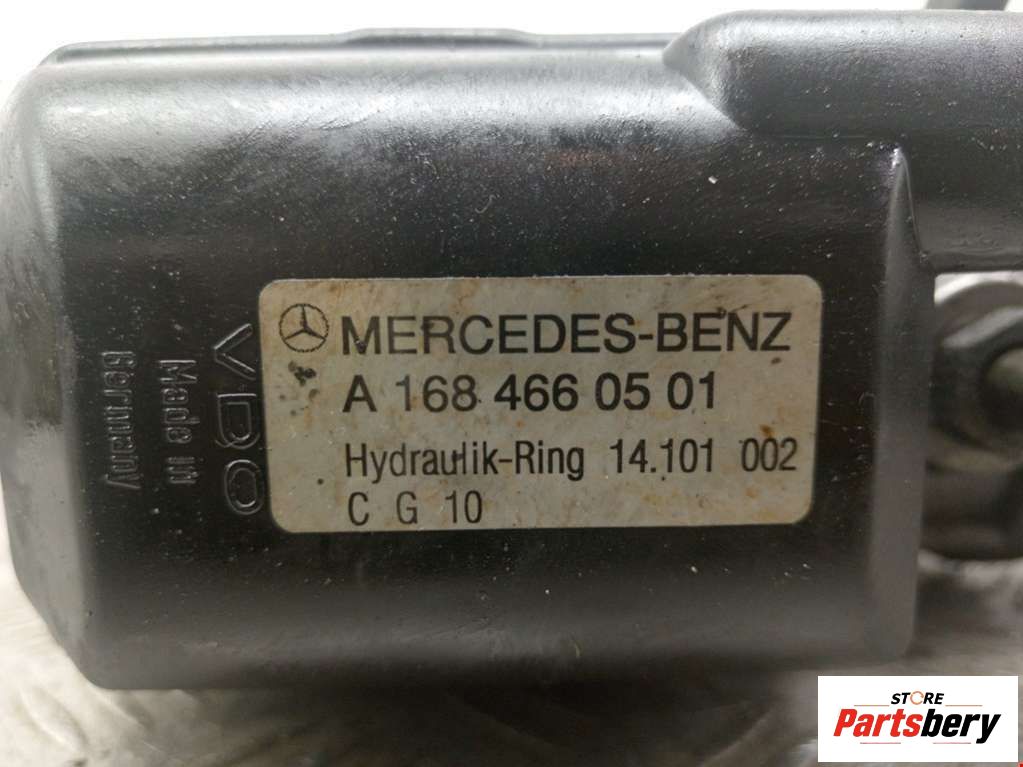 MERCEDES-BENZ
A 168 466 05 01
Hydraulik-Ring 14.101 002
C G 10
VDO
Made in
Germany
STORE
Partsbery